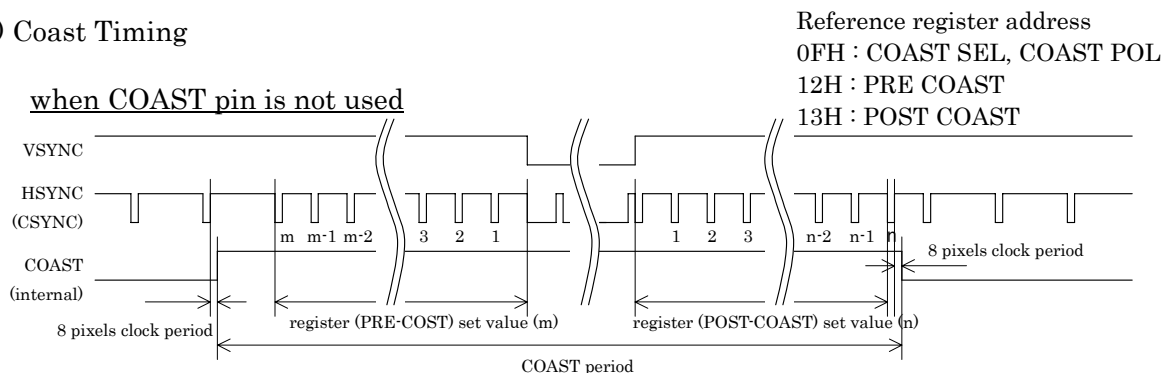 ) Coast Timing
Reference register address
0FH : COAST SEL, COAST POL
12H : PRE COAST
13H : POST COAST
when COAST pin is not used
VSYNC
HSYNC
(CSYNC)
m m-1 m-2 3 2 1 1 2 3 n-2 n-1 n
COAST
(internal)
8 pixels clock period
8 pixels clock period
register (PRE-COST) set value (m)
register (POST-COAST) set value (n)
COAST period